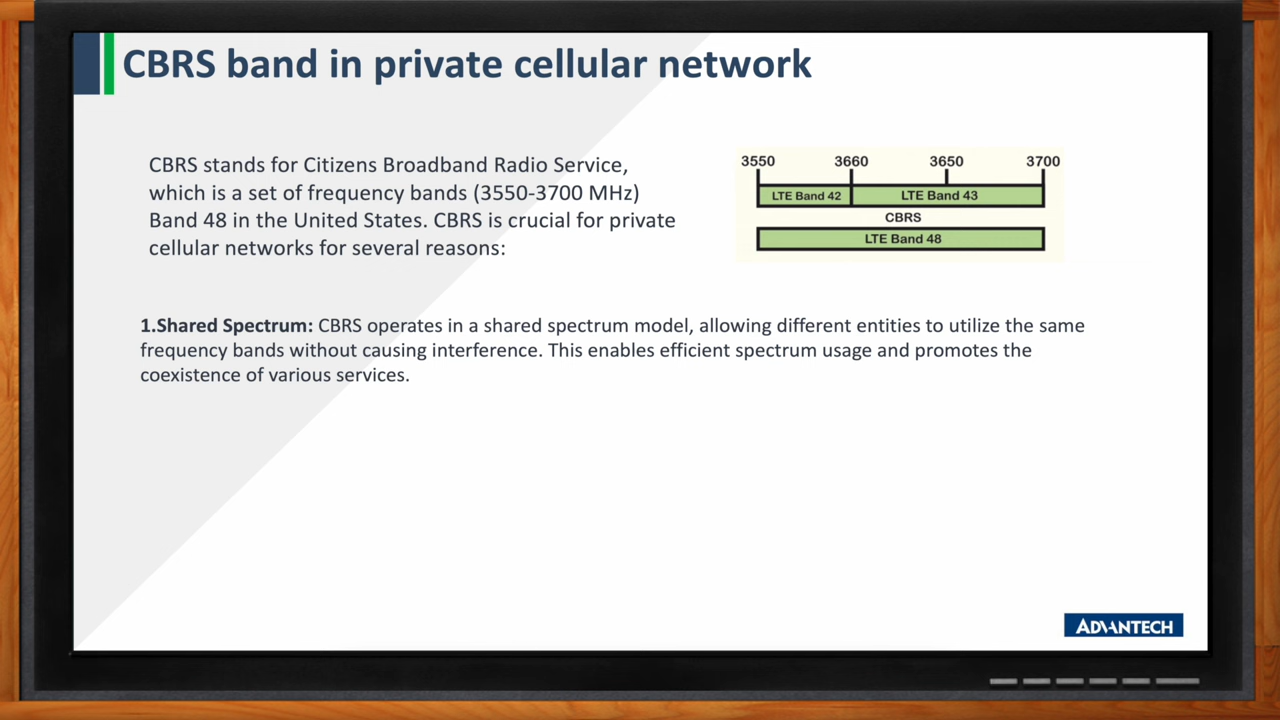 CBRS band in private cellular network
CBRS stands for Citizens Broadband Radio Service,
which is a set of frequency bands (3550-3700 MHz)
Band 48 in the United States. CBRS is crucial for private
cellular networks for several reasons:
3550 3660 3650 3700
LTE Band 42 LTE Band 43
CBRS
LTE Band 48
1.Shared Spectrum: CBRS operates in a shared spectrum model, allowing different entities to utilize the same
frequency bands without causing interference. This enables efficient spectrum usage and promotes the
coexistence of various services.
ADVANTECH